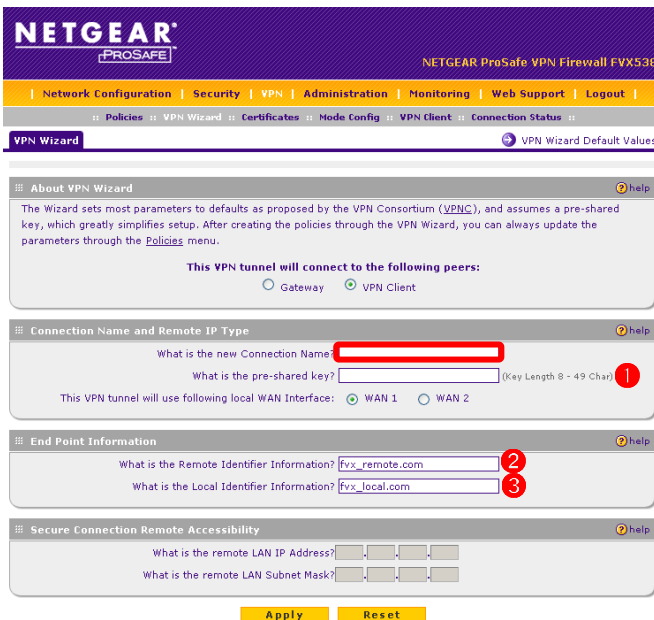 NETGEAR®
PROSAFE
NETGEAR ProSafe VPN Firewall FVX538
| Network Configuration | Security | VPN | Administration | Monitoring | Web Support | Logout |
:: Policies :: VPN Wizard :: Certificates :: Mode Config :: VPN Client :: Connection Status ::
VPN Wizard
VPN Wizard Default Values
About VPN Wizard
help
The Wizard sets most parameters to defaults as proposed by the VPN Consortium (VPNC), and assumes a pre-shared
key, which greatly simplifies setup. After creating the policies through the VPN Wizard, you can always update the
parameters through the Policies menu.
This VPN tunnel will connect to the following peers:
Gateway VPN Client
Connection Name and Remote IP Type
help
What is the new Connection Name?
What is the pre-shared key? (Key Length 8 - 49 Char) 1
This VPN tunnel will use following local WAN Interface: WAN 1 WAN 2
End Point Information
help
What is the Remote Identifier Information? fvx_remote.com 2
What is the Local Identifier Information? fvx_local.com 3
Secure Connection Remote Accessibility
help
What is the remote LAN IP Address? . . .
What is the remote LAN Subnet Mask? . . .
Apply Reset